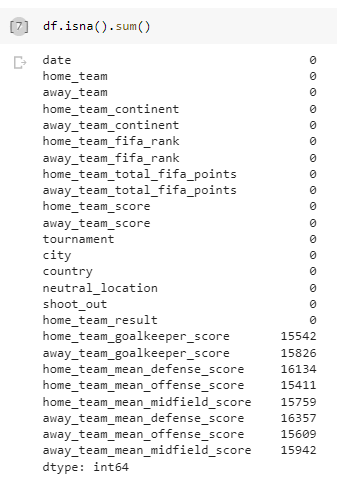 [7] df.isna().sum()
date 0
home_team 0
away_team 0
home_team_continent 0
away_team_continent 0
home_team_fifa_rank 0
away_team_fifa_rank 0
home_team_total_fifa_points 0
away_team_total_fifa_points 0
home_team_score 0
away_team_score 0
tournament 0
city 0
country 0
neutral_location 0
shoot_out 0
home_team_result 0
home_team_goalkeeper_score 15542
away_team_goalkeeper_score 15826
home_team_mean_defense_score 16134
home_team_mean_offense_score 15411
home_team_mean_midfield_score 15759
away_team_mean_defense_score 16357
away_team_mean_offense_score 15609
away_team_mean_midfield_score 15942
dtype: int64